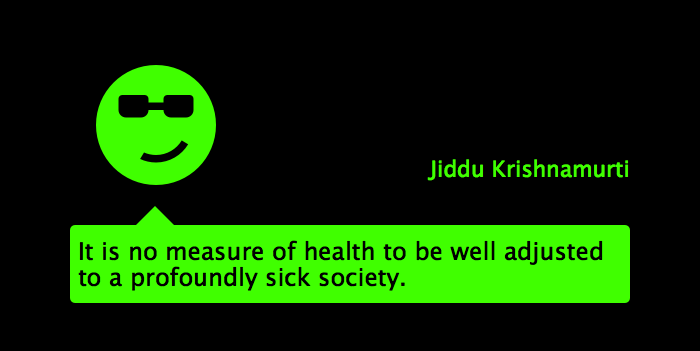 Jiddu Krishnamurti
It is no measure of health to be well adjusted
to a profoundly sick society.